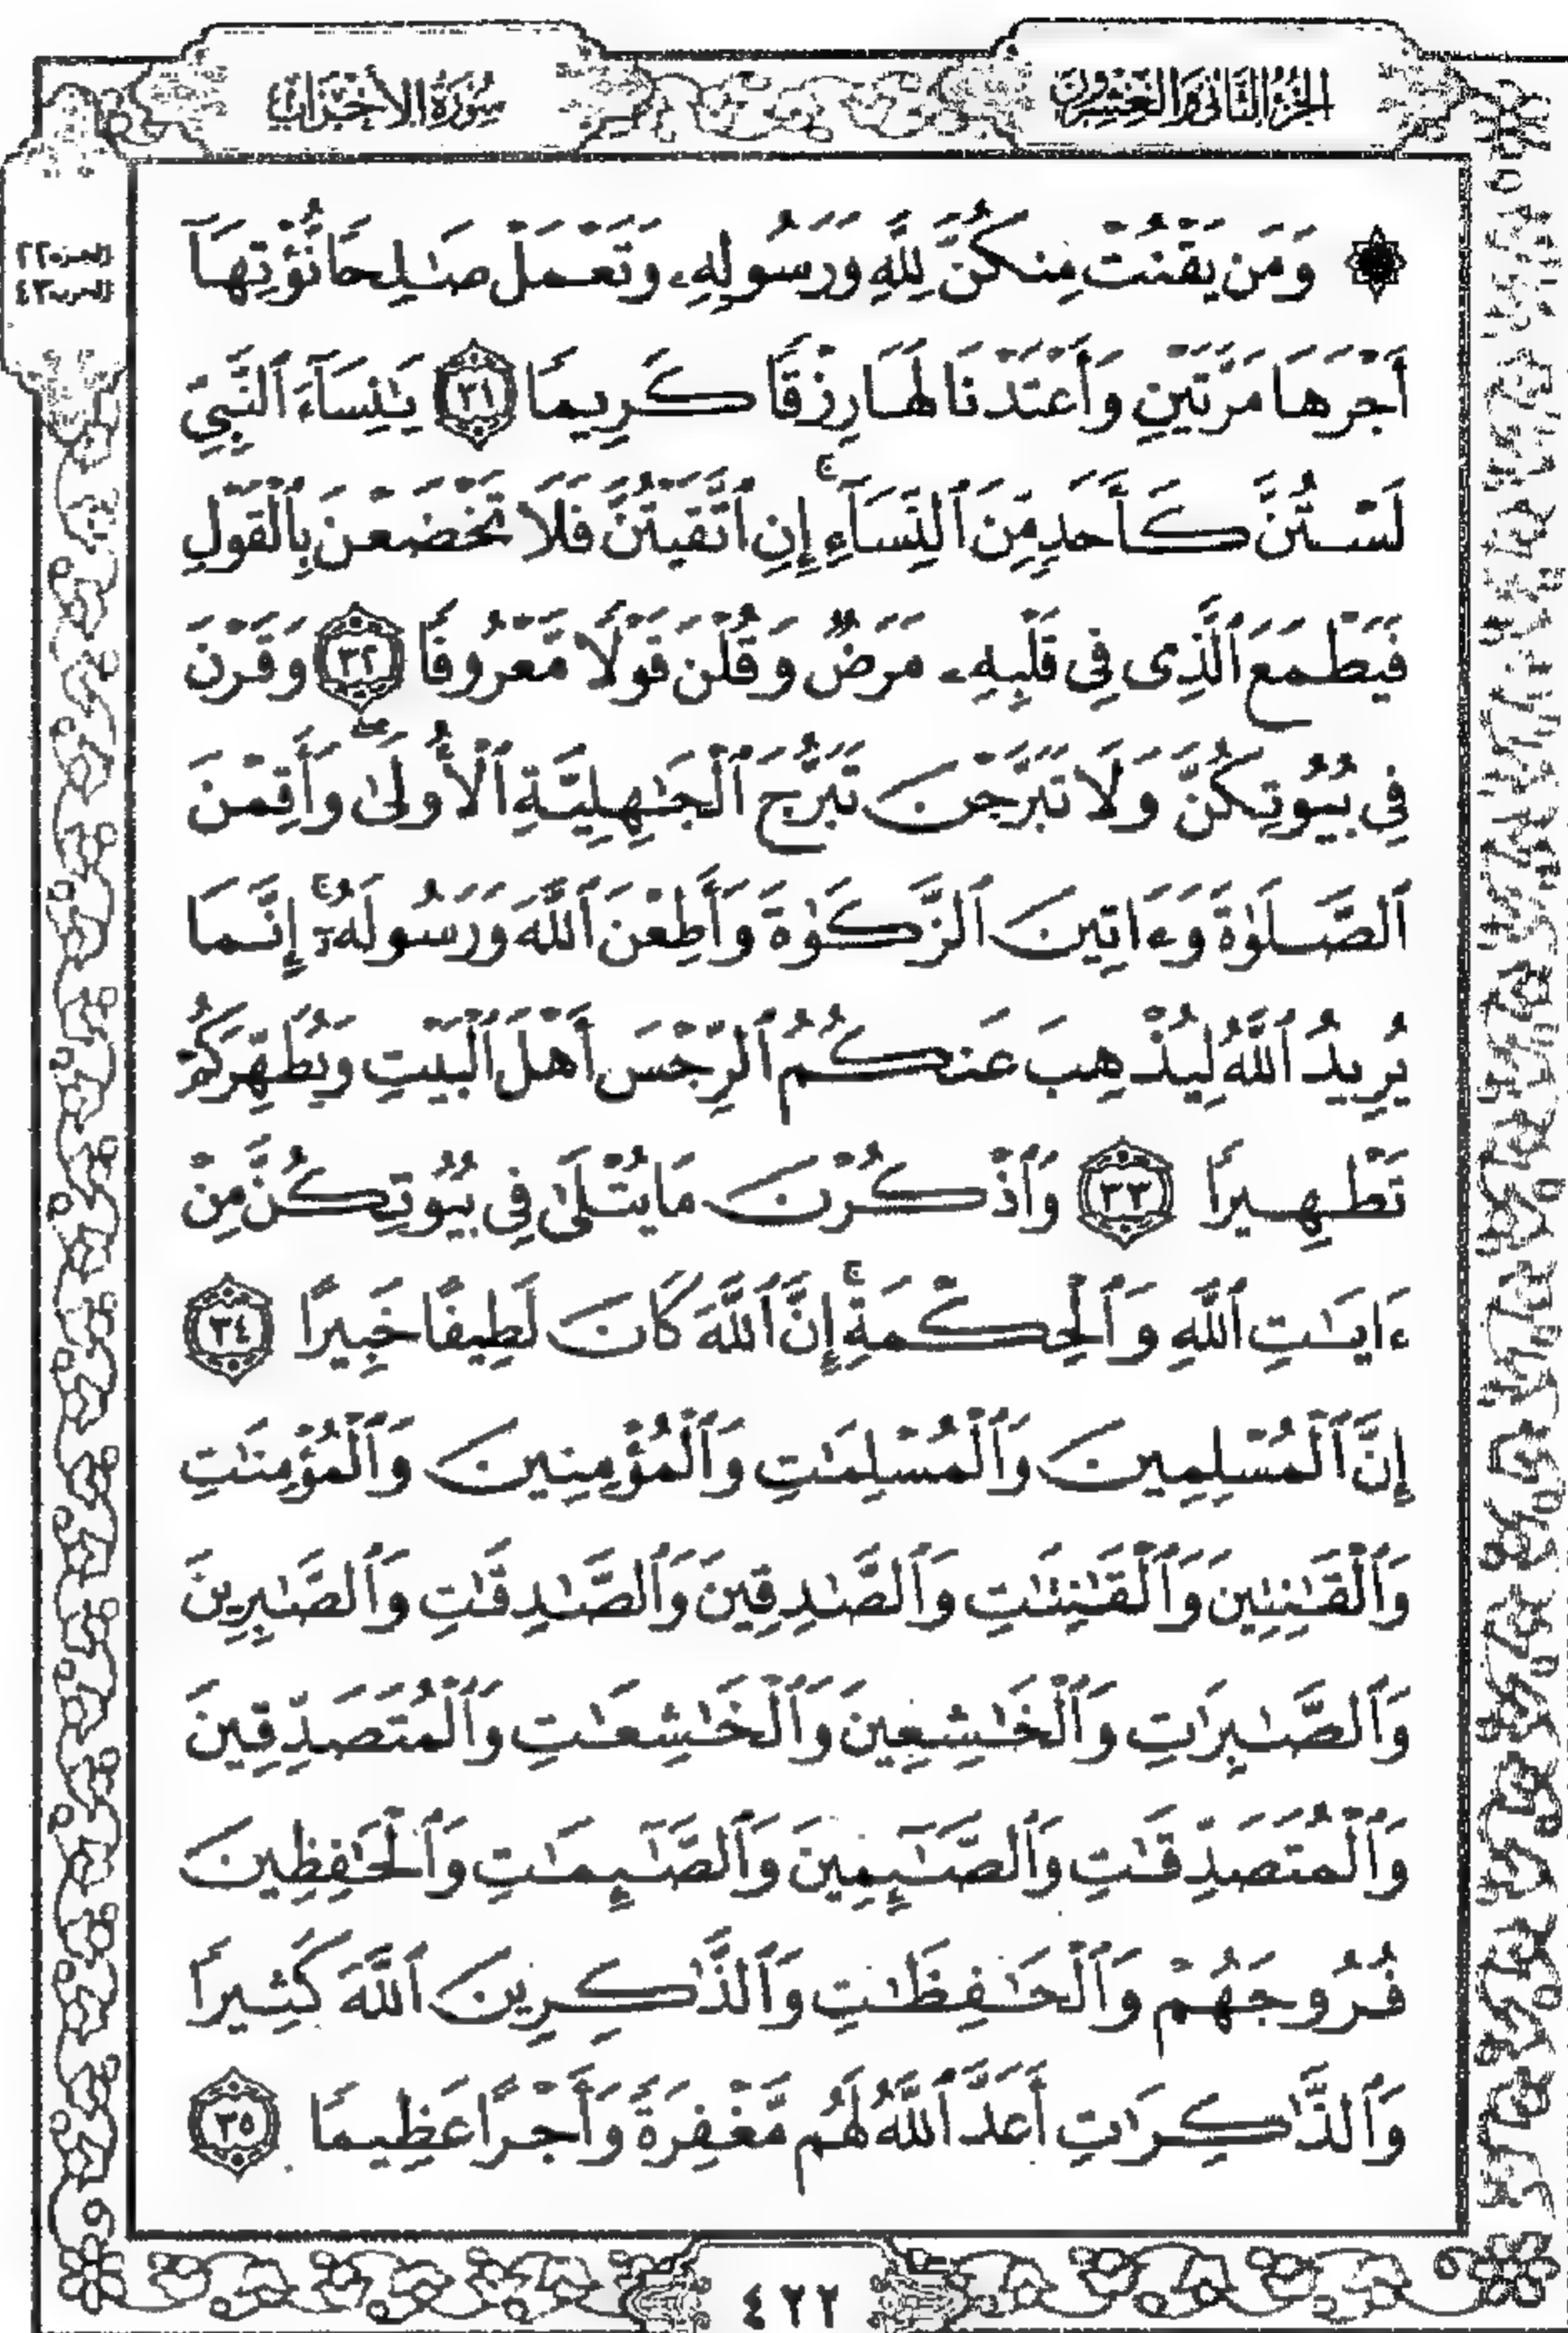 الجزء الثاني والعشرون
سورة الأحزاب
الجزء ٢٢
الحزب ٤٣
۞ وَمَن يَقْنُتْ مِنكُنَّ لِلَّهِ وَرَسُولِهِۦ وَتَعْمَلْ صَٰلِحًا نُّؤْتِهَآ
أَجْرَهَا مَرَّتَيْنِ وَأَعْتَدْنَا لَهَا رِزْقًا كَرِيمًا ٣١ يَٰنِسَآءَ ٱلنَّبِيِّ
لَسْتُنَّ كَأَحَدٍ مِّنَ ٱلنِّسَآءِ ۚ إِنِ ٱتَّقَيْتُنَّ فَلَا تَخْضَعْنَ بِٱلْقَوْلِ
فَيَطْمَعَ ٱلَّذِى فِى قَلْبِهِۦ مَرَضٌ وَقُلْنَ قَوْلًا مَّعْرُوفًا ٣٢ وَقَرْنَ
فِى بُيُوتِكُنَّ وَلَا تَبَرَّجْنَ تَبَرُّجَ ٱلْجَٰهِلِيَّةِ ٱلْأُولَىٰ ۖ وَأَقِمْنَ
ٱلصَّلَوٰةَ وَءَاتِينَ ٱلزَّكَوٰةَ وَأَطِعْنَ ٱللَّهَ وَرَسُولَهُۥٓ ۚ إِنَّمَا
يُرِيدُ ٱللَّهُ لِيُذْهِبَ عَنكُمُ ٱلرِّجْسَ أَهْلَ ٱلْبَيْتِ وَيُطَهِّرَكُمْ
تَطْهِيرًا ٣٣ وَٱذْكُرْنَ مَا يُتْلَىٰ فِى بُيُوتِكُنَّ مِنْ
ءَايَٰتِ ٱللَّهِ وَٱلْحِكْمَةِ ۚ إِنَّ ٱللَّهَ كَانَ لَطِيفًا خَبِيرًا ٣٤
إِنَّ ٱلْمُسْلِمِينَ وَٱلْمُسْلِمَٰتِ وَٱلْمُؤْمِنِينَ وَٱلْمُؤْمِنَٰتِ
وَٱلْقَٰنِتِينَ وَٱلْقَٰنِتَٰتِ وَٱلصَّٰدِقِينَ وَٱلصَّٰدِقَٰتِ وَٱلصَّٰبِرِينَ
وَٱلصَّٰبِرَٰتِ وَٱلْخَٰشِعِينَ وَٱلْخَٰشِعَٰتِ وَٱلْمُتَصَدِّقِينَ
وَٱلْمُتَصَدِّقَٰتِ وَٱلصَّٰٓئِمِينَ وَٱلصَّٰٓئِمَٰتِ وَٱلْحَٰفِظِينَ
فُرُوجَهُمْ وَٱلْحَٰفِظَٰتِ وَٱلذَّٰكِرِينَ ٱللَّهَ كَثِيرًا
وَٱلذَّٰكِرَٰتِ أَعَدَّ ٱللَّهُ لَهُم مَّغْفِرَةً وَأَجْرًا عَظِيمًا ٣٥
٤٢٢